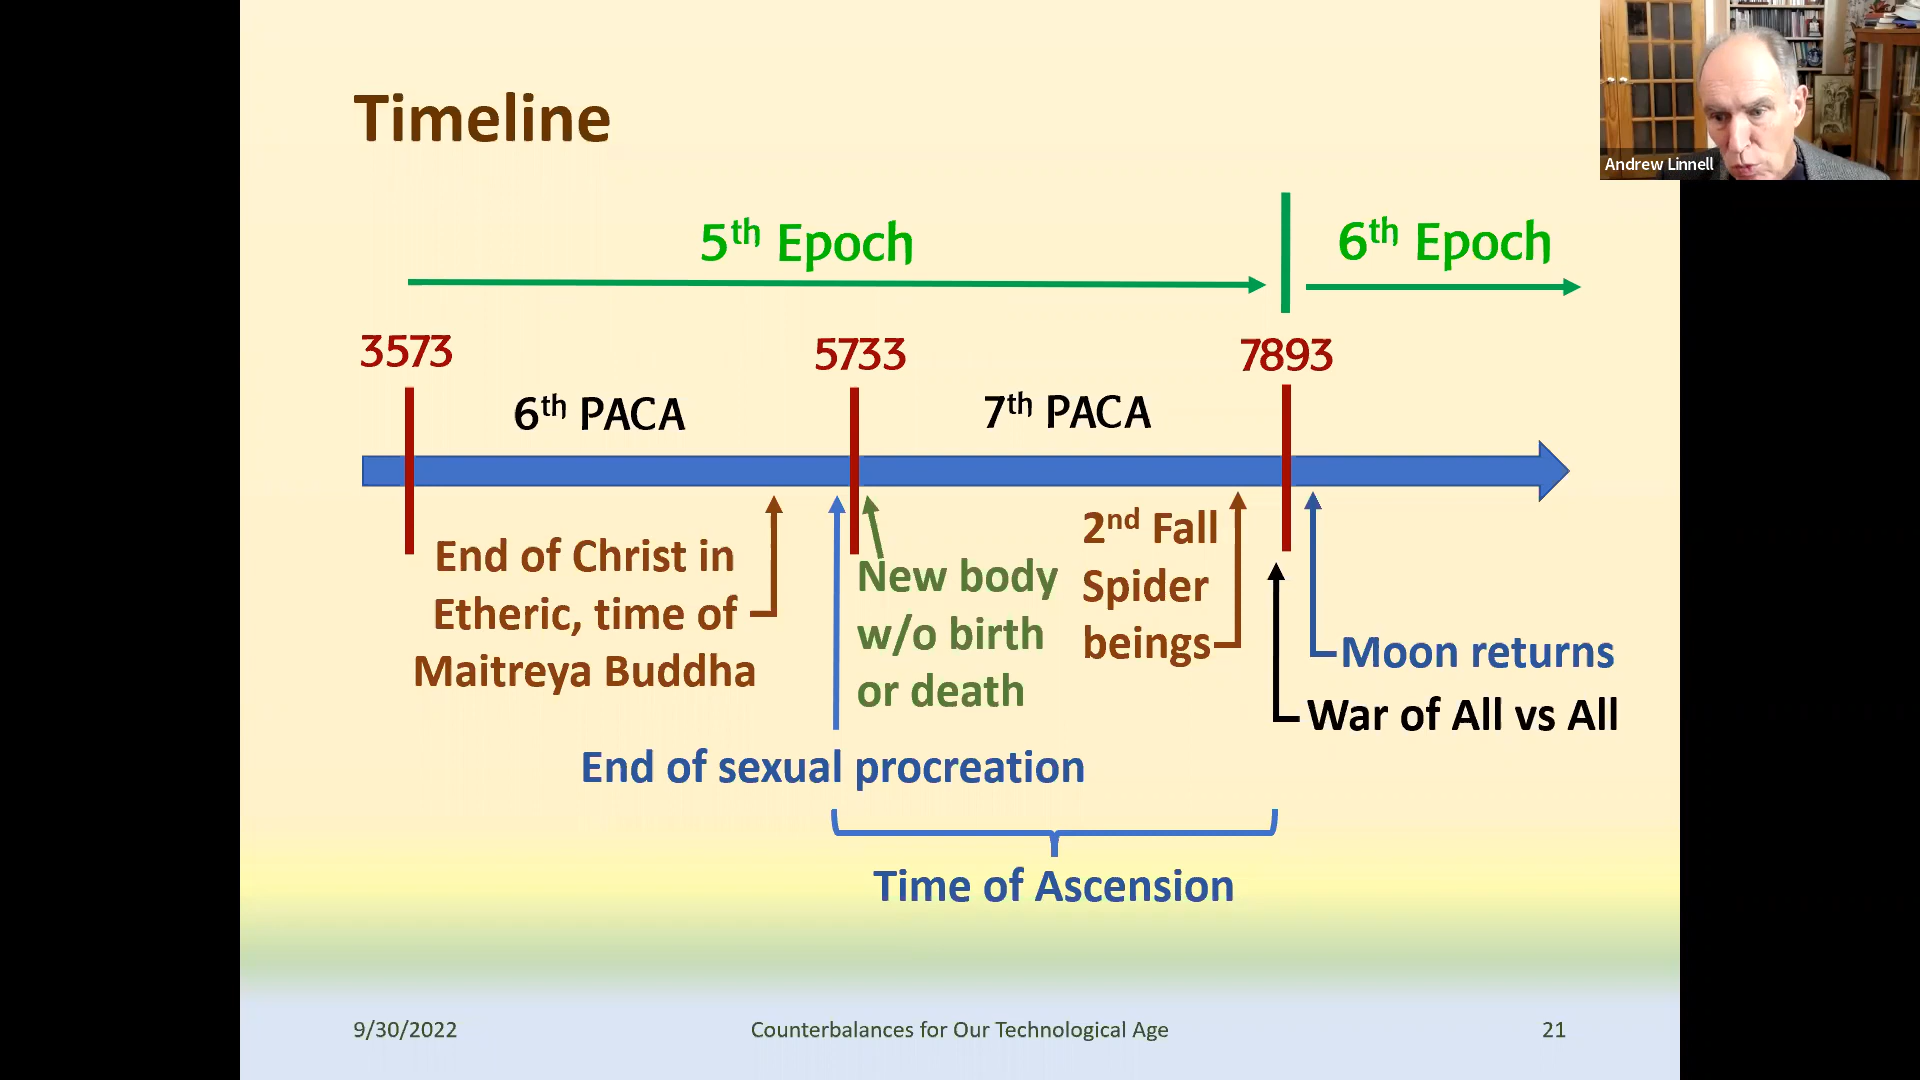 Timeline
Andrew Linnell
5th Epoch
6th Epoch
3573
5733
7893
6th PACA
7th PACA
End of Christ in
Etheric, time of
Maitreya Buddha
New body
w/o birth
or death
2nd Fall
Spider
beings
Moon returns
War of All vs All
End of sexual procreation
Time of Ascension
9/30/2022
Counterbalances for Our Technological Age
21